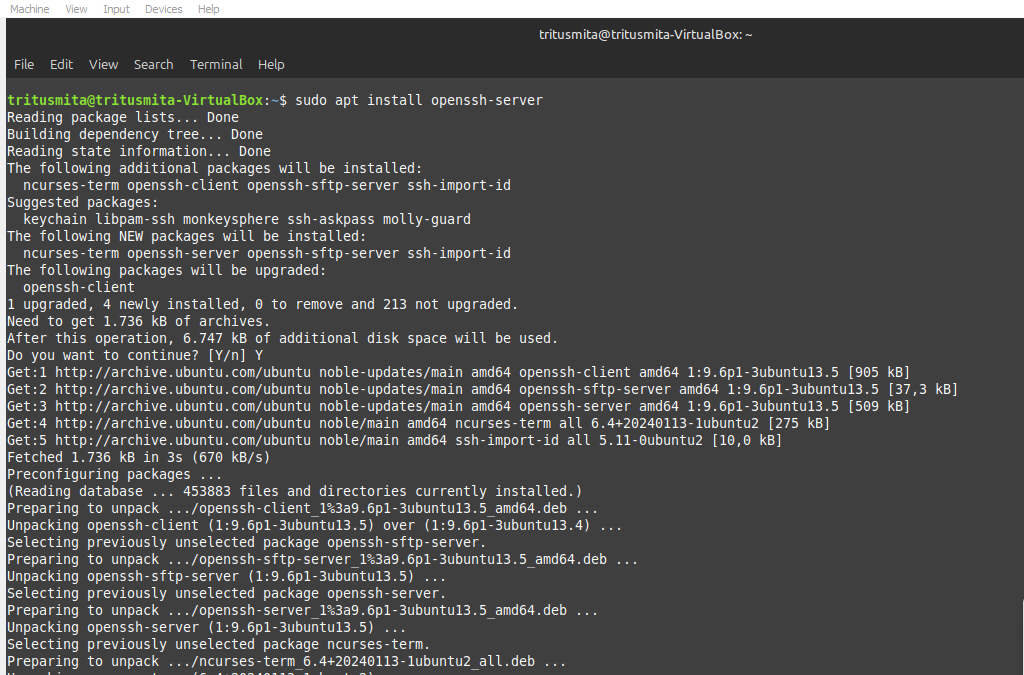 Machine View Input Devices Help
tritusmita@tritusmita-VirtualBox: ~
File Edit View Search Terminal Help
tritusmita@tritusmita-VirtualBox:~$ sudo apt install openssh-server
Reading package lists... Done
Building dependency tree... Done
Reading state information... Done
The following additional packages will be installed:
  ncurses-term openssh-client openssh-sftp-server ssh-import-id
Suggested packages:
  keychain libpam-ssh monkeysphere ssh-askpass molly-guard
The following NEW packages will be installed:
  ncurses-term openssh-server openssh-sftp-server ssh-import-id
The following packages will be upgraded:
  openssh-client
1 upgraded, 4 newly installed, 0 to remove and 213 not upgraded.
Need to get 1.736 kB of archives.
After this operation, 6.747 kB of additional disk space will be used.
Do you want to continue? [Y/n] Y
Get:1 http://archive.ubuntu.com/ubuntu noble-updates/main amd64 openssh-client amd64 1:9.6p1-3ubuntu13.5 [905 kB]
Get:2 http://archive.ubuntu.com/ubuntu noble-updates/main amd64 openssh-sftp-server amd64 1:9.6p1-3ubuntu13.5 [37,3 kB]
Get:3 http://archive.ubuntu.com/ubuntu noble-updates/main amd64 openssh-server amd64 1:9.6p1-3ubuntu13.5 [509 kB]
Get:4 http://archive.ubuntu.com/ubuntu noble/main amd64 ncurses-term all 6.4+20240113-1ubuntu2 [275 kB]
Get:5 http://archive.ubuntu.com/ubuntu noble/main amd64 ssh-import-id all 5.11-0ubuntu2 [10,0 kB]
Fetched 1.736 kB in 3s (670 kB/s)
Preconfiguring packages ...
(Reading database ... 453883 files and directories currently installed.)
Preparing to unpack .../openssh-client_1%3a9.6p1-3ubuntu13.5_amd64.deb ...
Unpacking openssh-client (1:9.6p1-3ubuntu13.5) over (1:9.6p1-3ubuntu13.4) ...
Selecting previously unselected package openssh-sftp-server.
Preparing to unpack .../openssh-sftp-server_1%3a9.6p1-3ubuntu13.5_amd64.deb ...
Unpacking openssh-sftp-server (1:9.6p1-3ubuntu13.5) ...
Selecting previously unselected package openssh-server.
Preparing to unpack .../openssh-server_1%3a9.6p1-3ubuntu13.5_amd64.deb ...
Unpacking openssh-server (1:9.6p1-3ubuntu13.5) ...
Selecting previously unselected package ncurses-term.
Preparing to unpack .../ncurses-term_6.4+20240113-1ubuntu2_all.deb ...